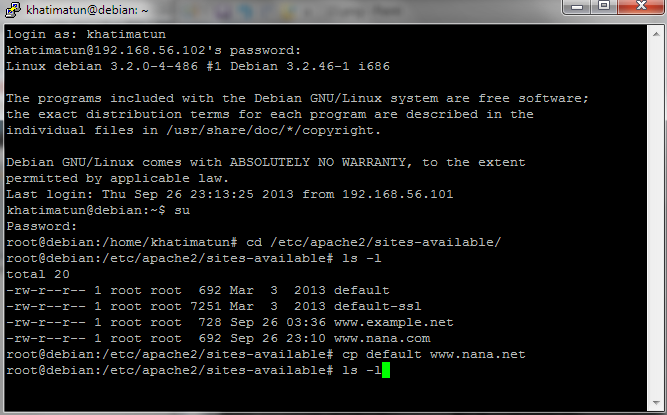 khatimatun@debian: ~
login as: khatimatun
khatimatun@192.168.56.102's password:
Linux debian 3.2.0-4-486 #1 Debian 3.2.46-1 i686
The programs included with the Debian GNU/Linux system are free software;
the exact distribution terms for each program are described in the
individual files in /usr/share/doc/*/copyright.
Debian GNU/Linux comes with ABSOLUTELY NO WARRANTY, to the extent
permitted by applicable law.
Last login: Thu Sep 26 23:13:25 2013 from 192.168.56.101
khatimatun@debian:~$ su
Password:
root@debian:/home/khatimatun# cd /etc/apache2/sites-available/
root@debian:/etc/apache2/sites-available# ls -l
total 20
-rw-r--r-- 1 root root  692 Mar  3  2013 default
-rw-r--r-- 1 root root 7251 Mar  3  2013 default-ssl
-rw-r--r-- 1 root root  728 Sep 26 03:36 www.example.net
-rw-r--r-- 1 root root  692 Sep 26 23:10 www.nana.com
root@debian:/etc/apache2/sites-available# cp default www.nana.net
root@debian:/etc/apache2/sites-available# ls -l